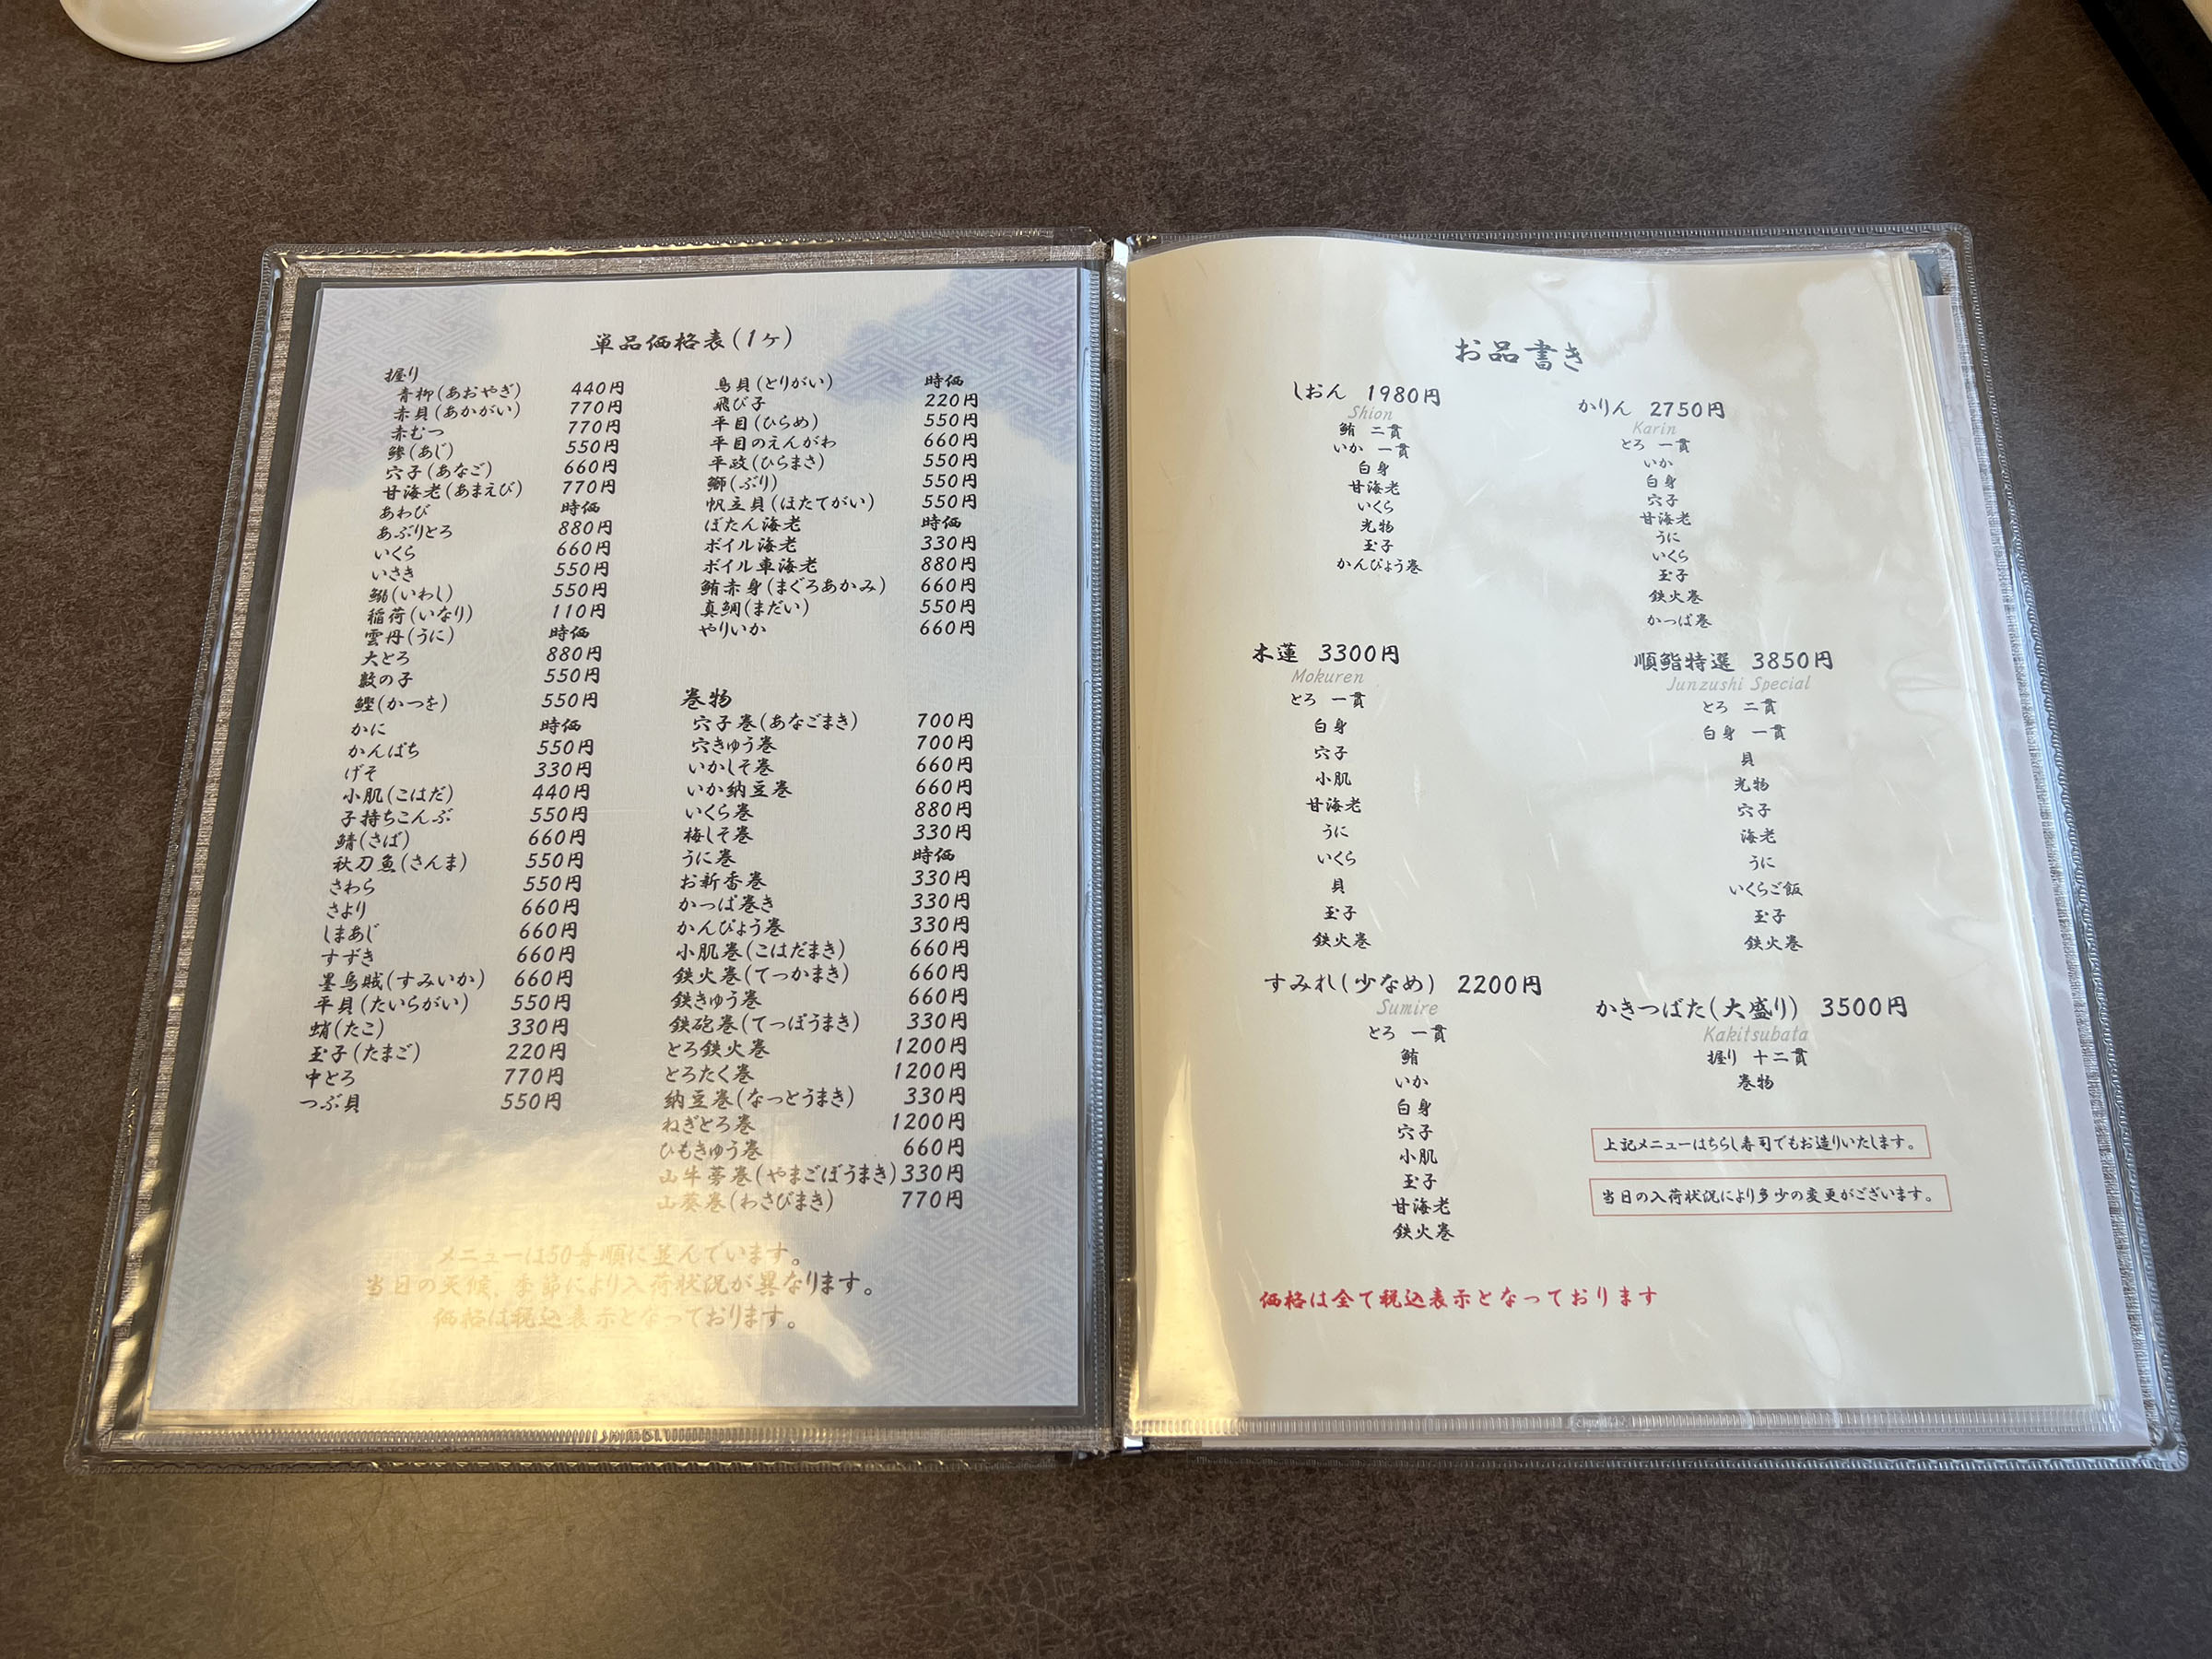 単品価格表(1ヶ)
握り
青柳(あおやぎ) 440円
赤貝(あかがい) 770円
赤むつ 770円
鯵(あじ) 550円
穴子(あなご) 660円
甘海老(あまえび) 770円
あわび 時価
あぶりとろ 880円
いくら 660円
いさき 550円
鰯(いわし) 550円
稲荷(いなり) 110円
雲丹(うに) 時価
大とろ 880円
数の子 550円
鰹(かつを) 550円
かに 時価
かんぱち 550円
げそ 330円
小肌(こはだ) 440円
子持ちこんぶ 550円
鯖(さば) 660円
秋刀魚(さんま) 550円
さわら 550円
さより 660円
しまあじ 660円
すずき 660円
墨烏賊(すみいか) 660円
平貝(たいらがい) 550円
蛸(たこ) 330円
玉子(たまご) 220円
中とろ 770円
つぶ貝 550円
鳥貝(とりがい) 時価
飛び子 220円
平目(ひらめ) 550円
平目のえんがわ 660円
平政(ひらまさ) 550円
鰤(ぶり) 550円
帆立貝(ほたてがい) 550円
ぼたん海老 時価
ボイル海老 330円
ボイル車海老 880円
鮪赤身(まぐろあかみ) 660円
真鯛(まだい) 550円
やりいか 660円
巻物
穴子巻(あなごまき) 700円
穴きゅう巻 700円
いかしそ巻 660円
いか納豆巻 660円
いくら巻 880円
梅しそ巻 330円
うに巻 時価
お新香巻 330円
かっぱ巻き 330円
かんぴょう巻 330円
小肌巻(こはだまき) 660円
鉄火巻(てっかまき) 660円
鉄きゅう巻 660円
鉄砲巻(てっぽうまき) 330円
とろ鉄火巻 1200円
とろたく巻 1200円
納豆巻(なっとうまき) 330円
ねぎとろ巻 1200円
ひもきゅう巻 660円
山牛蒡巻(やまごぼうまき) 330円
山葵巻(わさびまき) 770円
メニューは50音順に並んでいます。
当日の天候、季節により入荷状況が異なります。
価格は税込表示となっております。
お品書き
しおん 1980円
Shion
鮪 二貫
いか 一貫
白身
甘海老
いくら
光物
玉子
かんぴょう巻
かりん 2750円
Karin
とろ 一貫
いか
白身
穴子
甘海老
うに
いくら
玉子
鉄火巻
かっぱ巻
木蓮 3300円
Mokuren
とろ 一貫
白身
穴子
小肌
甘海老
うに
いくら
貝
玉子
鉄火巻
順鮨特選 3850円
Junzushi Special
とろ 二貫
白身 一貫
貝
光物
穴子
海老
うに
いくらご飯
玉子
鉄火巻
すみれ(少なめ) 2200円
Sumire
とろ 一貫
鮪
いか
白身
穴子
小肌
玉子
甘海老
鉄火巻
かきつばた(大盛り) 3500円
Kakitsubata
握り 十二貫
巻物
上記メニューはちらし寿司でもお造りいたします。
当日の入荷状況により多少の変更がございます。
価格は全て税込表示となっております